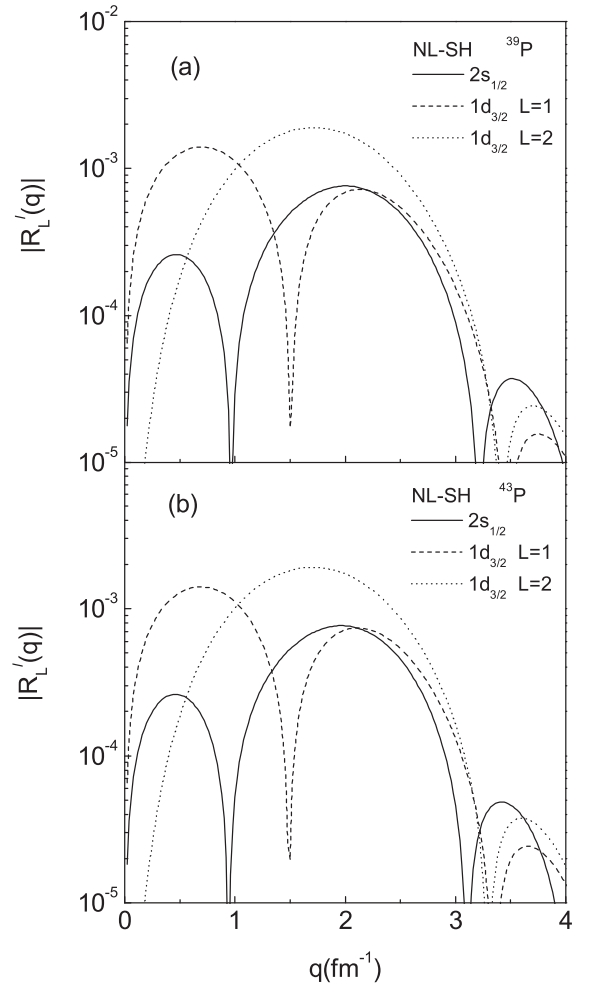 10⁻²
(a)
NL-SH ³⁹P
2s₁/₂
1d₃/₂ L=1
1d₃/₂ L=2
10⁻³
|R_L′(q)|
10⁻⁴
10⁻⁵
(b)
NL-SH ⁴³P
2s₁/₂
1d₃/₂ L=1
1d₃/₂ L=2
10⁻³
|R_L′(q)|
10⁻⁴
10⁻⁵
0 1 2 3 4
q(fm⁻¹)